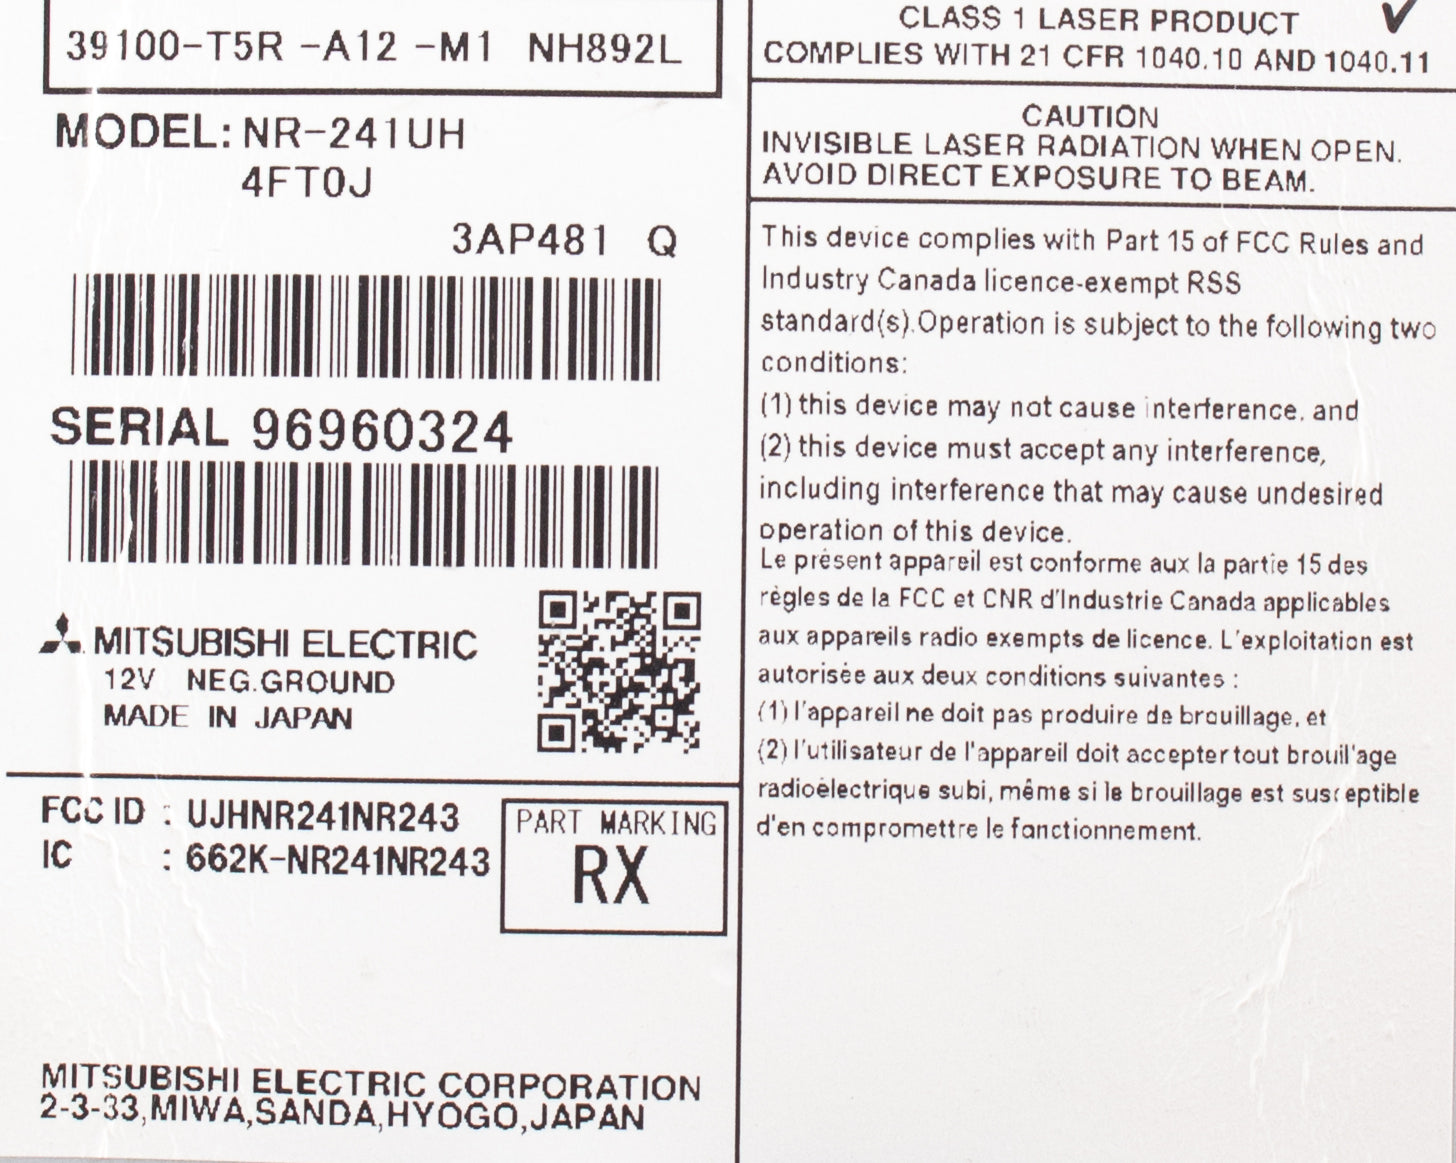 39100-T5R -A12 -M1 NH892L
MODEL: NR-241UH
4FT0J
3AP481 Q
SERIAL 96960324
MITSUBISHI ELECTRIC
12V NEG.GROUND
MADE IN JAPAN
FCC ID : UJHNR241NR243
IC : 662K-NR241NR243
PART MARKING
RX
MITSUBISHI ELECTRIC CORPORATION
2-3-33,MIWA,SANDA,HYOGO,JAPAN
CLASS 1 LASER PRODUCT
COMPLIES WITH 21 CFR 1040.10 AND 1040.11
CAUTION
INVISIBLE LASER RADIATION WHEN OPEN.
AVOID DIRECT EXPOSURE TO BEAM.
This device complies with Part 15 of FCC Rules and
Industry Canada licence-exempt RSS
standard(s).Operation is subject to the following two
conditions:
(1) this device may not cause interference, and
(2) this device must accept any interference,
including interference that may cause undesired
operation of this device.
Le présent appareil est conforme aux la partie 15 des
règles de la FCC et CNR d'Industrie Canada applicables
aux appareils radio exempts de licence. L'exploitation est
autorisée aux deux conditions suivantes :
(1) l'appareil ne doit pas produire de brouillage, et
(2) l'utilisateur de l'appareil doit accepter tout brouillage
radioélectrique subi, même si le brouillage est susceptible
d'en compromettre le fonctionnement.